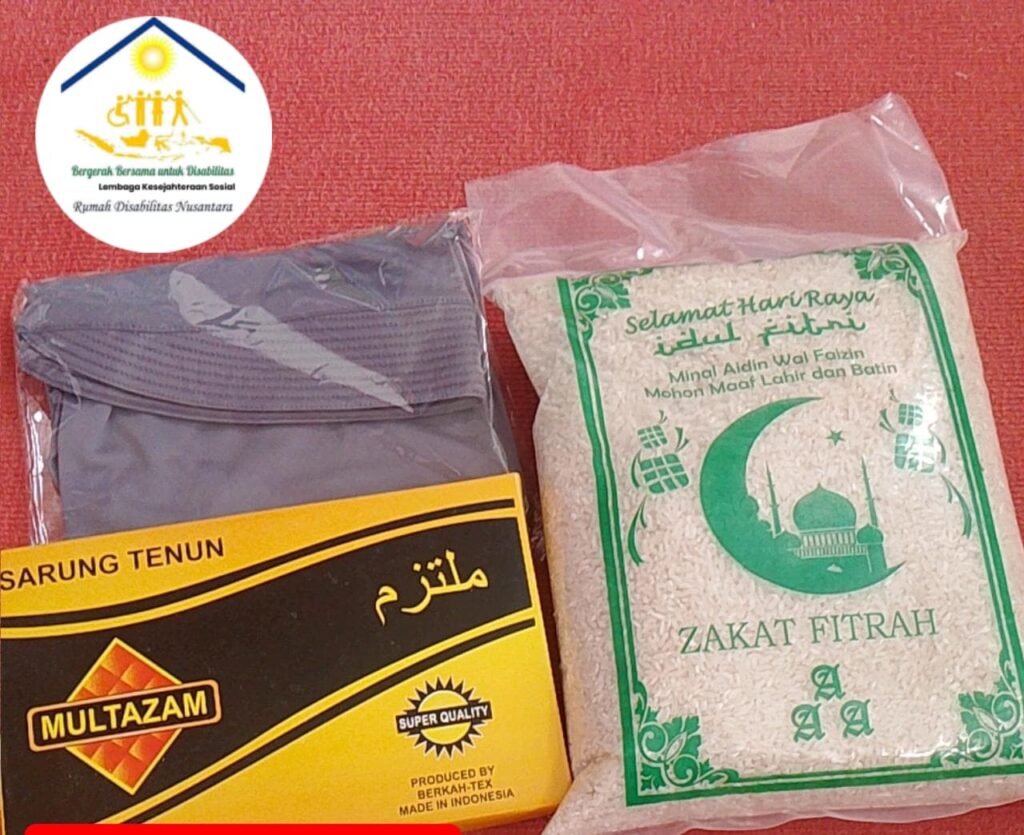 Bergerak Bersama untuk Disabilitas
Lembaga Kesejahteraan Sosial
Rumah Disabilitas Nusantara
Selamat Hari Raya
idul fitri
Minal Aidin Wal Faizin
Mohon Maaf Lahir dan Batin
ZAKAT FITRAH
A
A A
SARUNG TENUN
ملتزم
MULTAZAM
SUPER QUALITY
PRODUCED BY
BERKAH-TEX
MADE IN INDONESIA